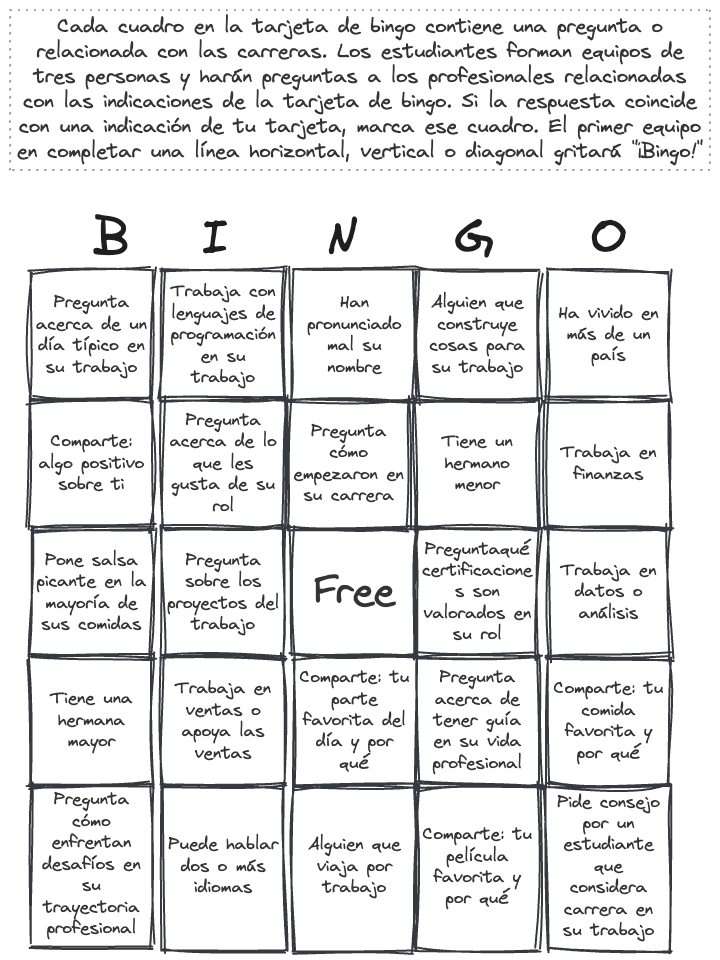 Cada cuadro en la tarjeta de bingo contiene una pregunta o
relacionada con las carreras. Los estudiantes forman equipos de
tres personas y harán preguntas a los profesionales relacionadas
con las indicaciones de la tarjeta de bingo. Si la respuesta coincide
con una indicación de tu tarjeta, marca ese cuadro. El primer equipo
en completar una línea horizontal, vertical o diagonal gritará "¡Bingo!"
B I N G O
Pregunta
acerca de un
día típico en
su trabajo
Trabaja con
lenguajes de
programación
en su
trabajo
Han
pronunciado
mal su
nombre
Alguien que
construye
cosas para
su trabajo
Ha vivido en
más de un
país
Comparte:
algo positivo
sobre ti
Pregunta
acerca de lo
que les
gusta de su
rol
Pregunta
cómo
empezaron en
su carrera
Tiene un
hermano
menor
Trabaja en
finanzas
Pone salsa
picante en la
mayoría de
sus comidas
Pregunta
sobre los
proyectos del
trabajo
Free
Preguntaqué
certificacione
s son
valorados en
su rol
Trabaja en
datos o
análisis
Tiene una
hermana
mayor
Trabaja en
ventas o
apoya las
ventas
Comparte: tu
parte
favorita del
día y por
qué
Pregunta
acerca de
tener guía
en su vida
profesional
Comparte: tu
comida
favorita y
por qué
Pregunta
cómo
enfrentan
desafíos en
su
trayectoria
profesional
Puede hablar
dos o más
idiomas
Alguien que
viaja por
trabajo
Comparte: tu
película
favorita y
por qué
Pide consejo
por un
estudiante
que
considera
carrera en
su trabajo